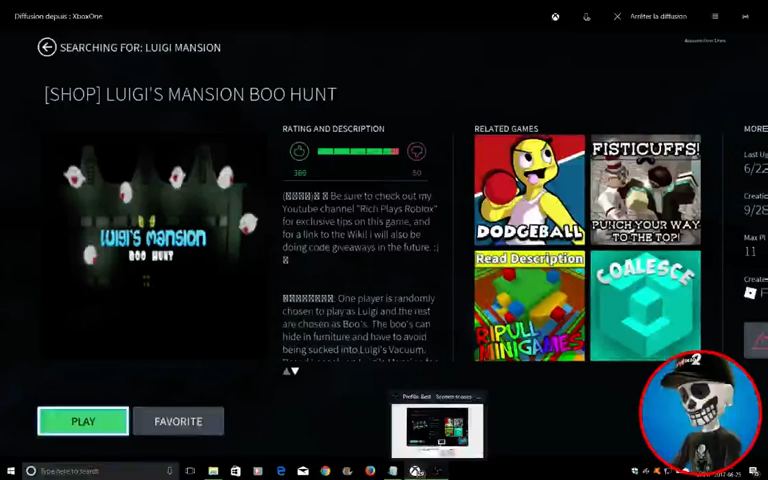 Diffusion depuis : XboxOne
Arrêter la diffusion
SEARCHING FOR: LUIGI MANSION
[SHOP] LUIGI'S MANSION BOO HUNT
RATING AND DESCRIPTION
50
Be sure to check out my
Youtube channel "Rich Plays Roblox"
for exclusive tips on this game, and
for a link to the Wiki! I will also be
doing code giveaways in the future. :)
One player is randomly
chosen to play as Luigi and the rest
are chosen as Boo's. The boo's can
hide in furniture and have to avoid
being sucked into Luigi's Vacuum.
LUIGI'S MANSION
BOO HUNT
RELATED GAMES
DODGEBALL
FISTICUFFS!
PUNCH YOUR WAY
TO THE TOP!
Read Description
RIPULL
MINIGAMES
COALESCE
MORE
Last Up
6/22
Creatio
9/28
Max Pl
11
Create
PLAY
FAVORITE
Type here to search